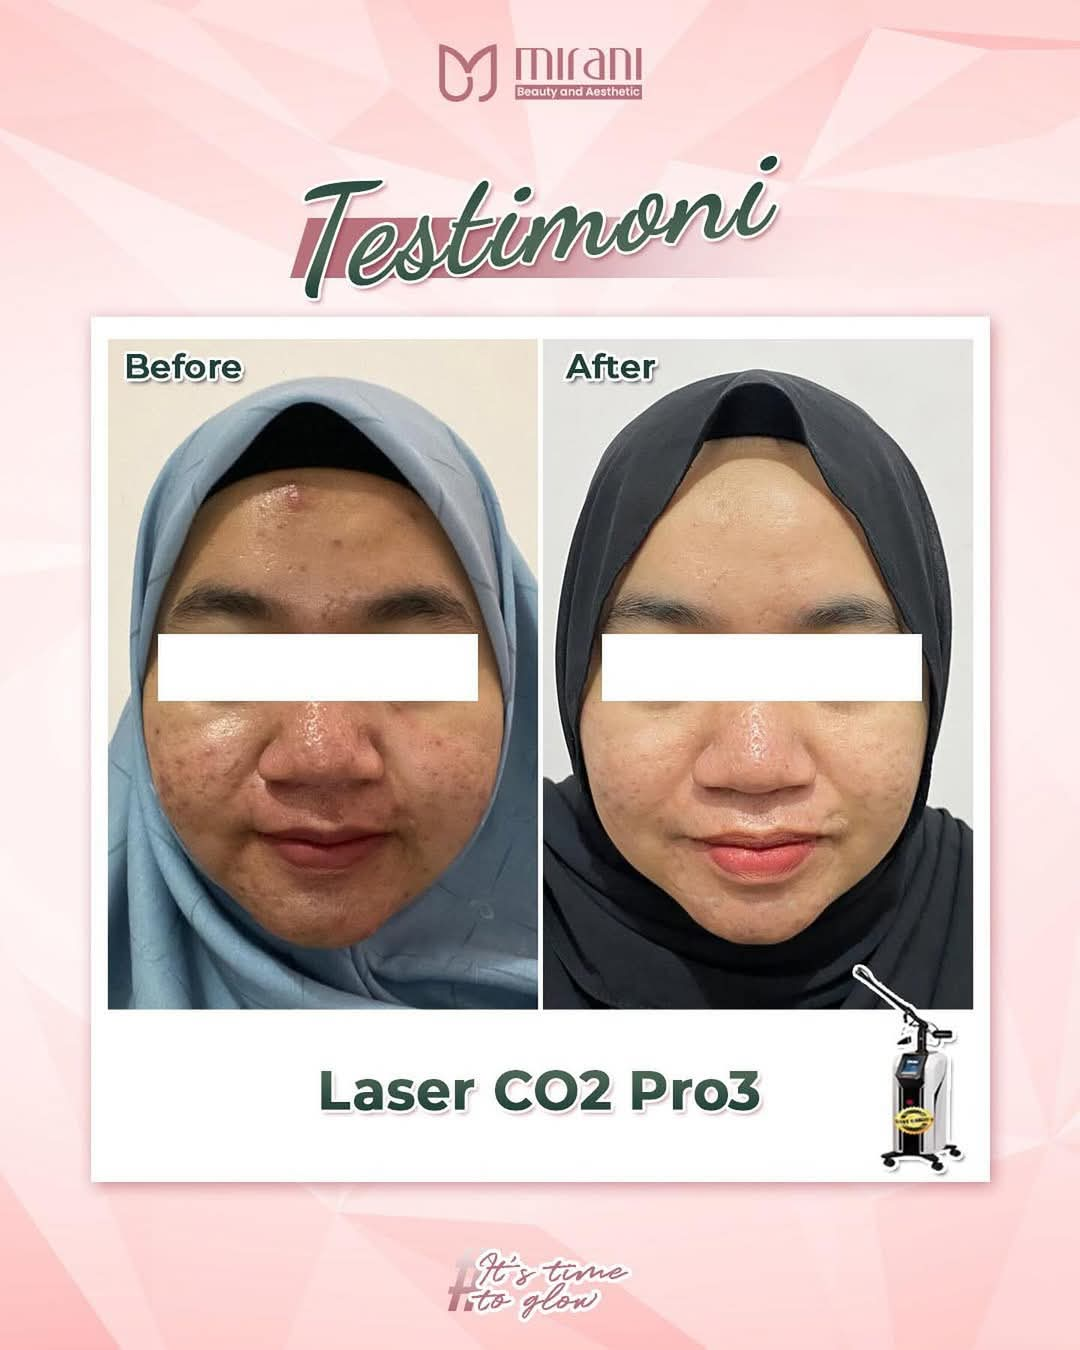 mirani
Beauty and Aesthetic
Testimoni
Before
After
Laser CO2 Pro3
#It's time
to glow